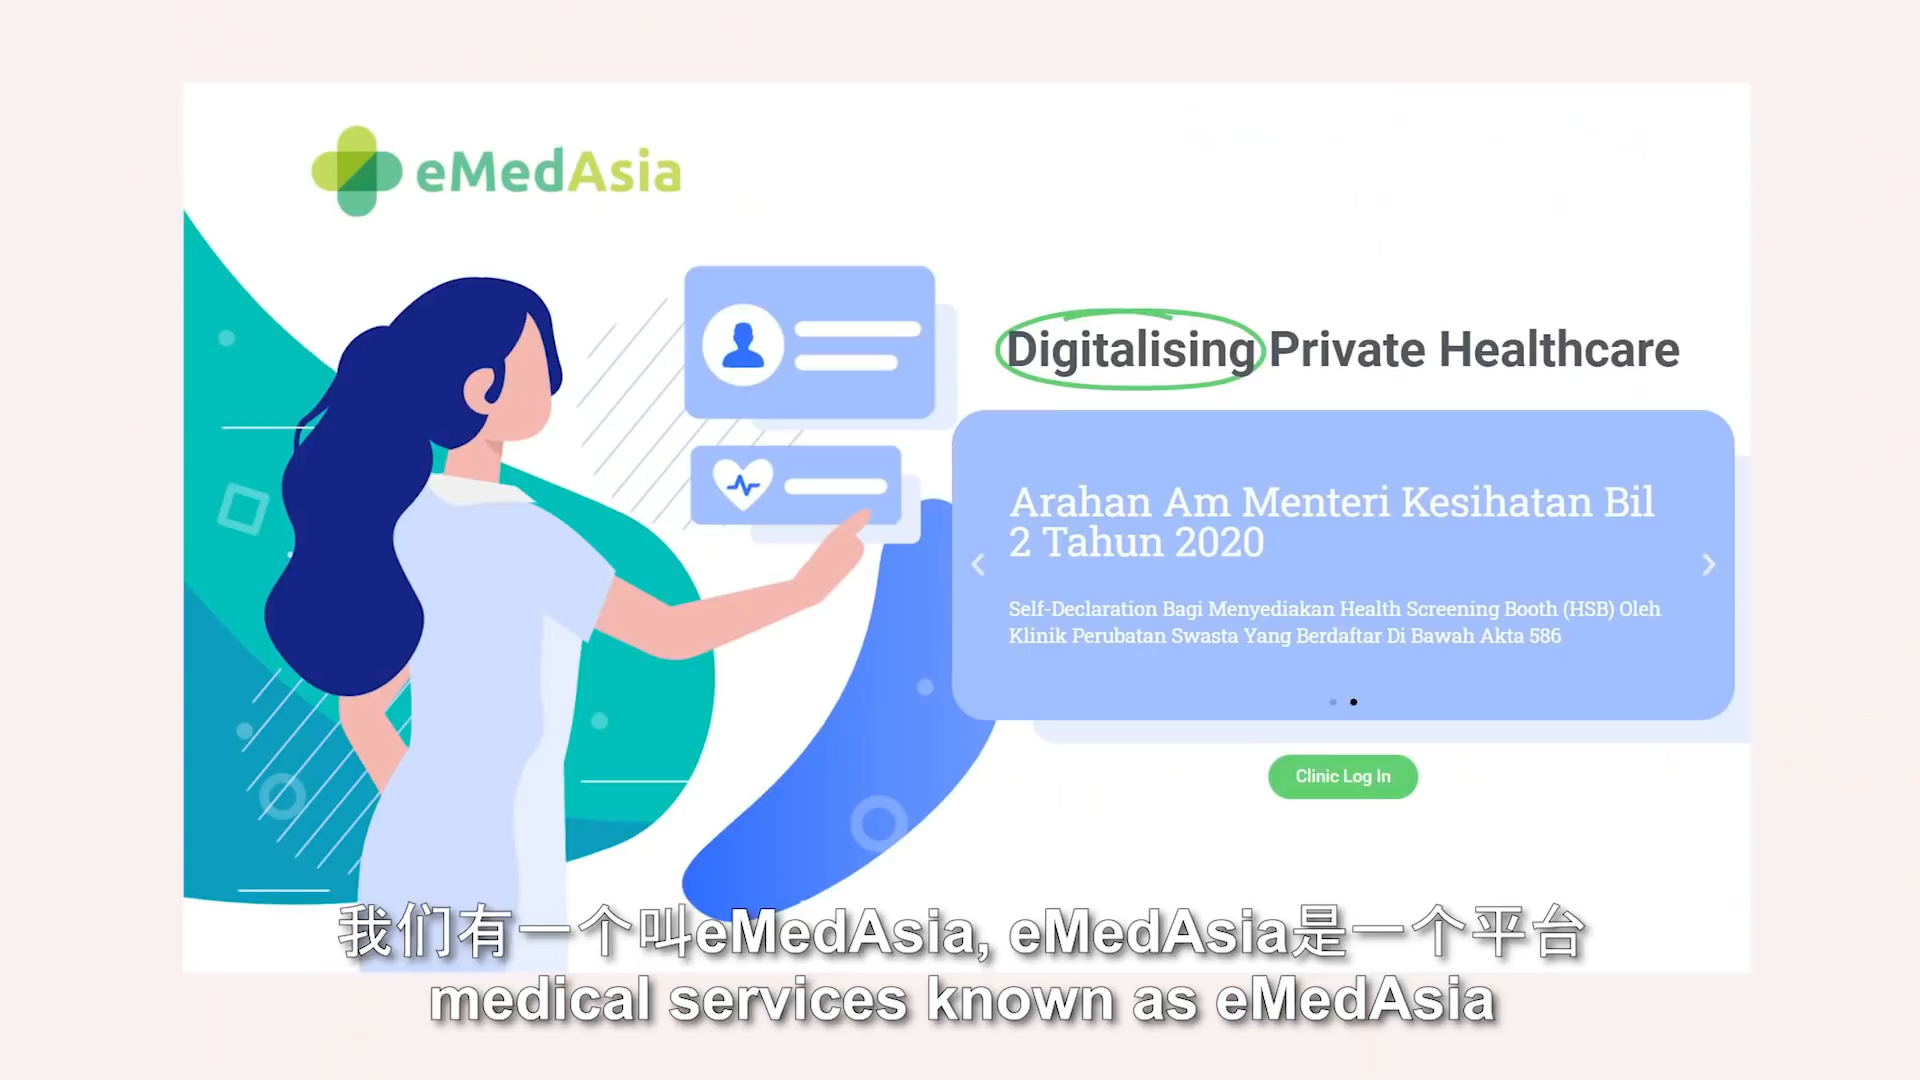 eMedAsia
Digitalising Private Healthcare
Arahan Am Menteri Kesihatan Bil
2 Tahun 2020
Self-Declaration Bagi Menyediakan Health Screening Booth (HSB) Oleh
Klinik Perubatan Swasta Yang Berdaftar Di Bawah Akta 586
Clinic Log In
我们有一个叫eMedAsia, eMedAsia是一个平台
medical services known as eMedAsia